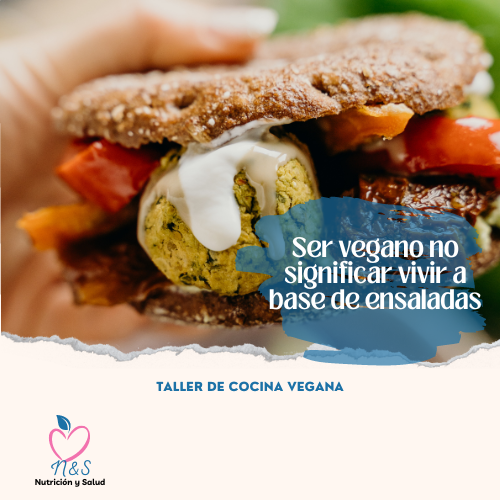 Ser vegano no
significar vivir a
base de ensaladas
TALLER DE COCINA VEGANA
N&S
Nutrición y Salud